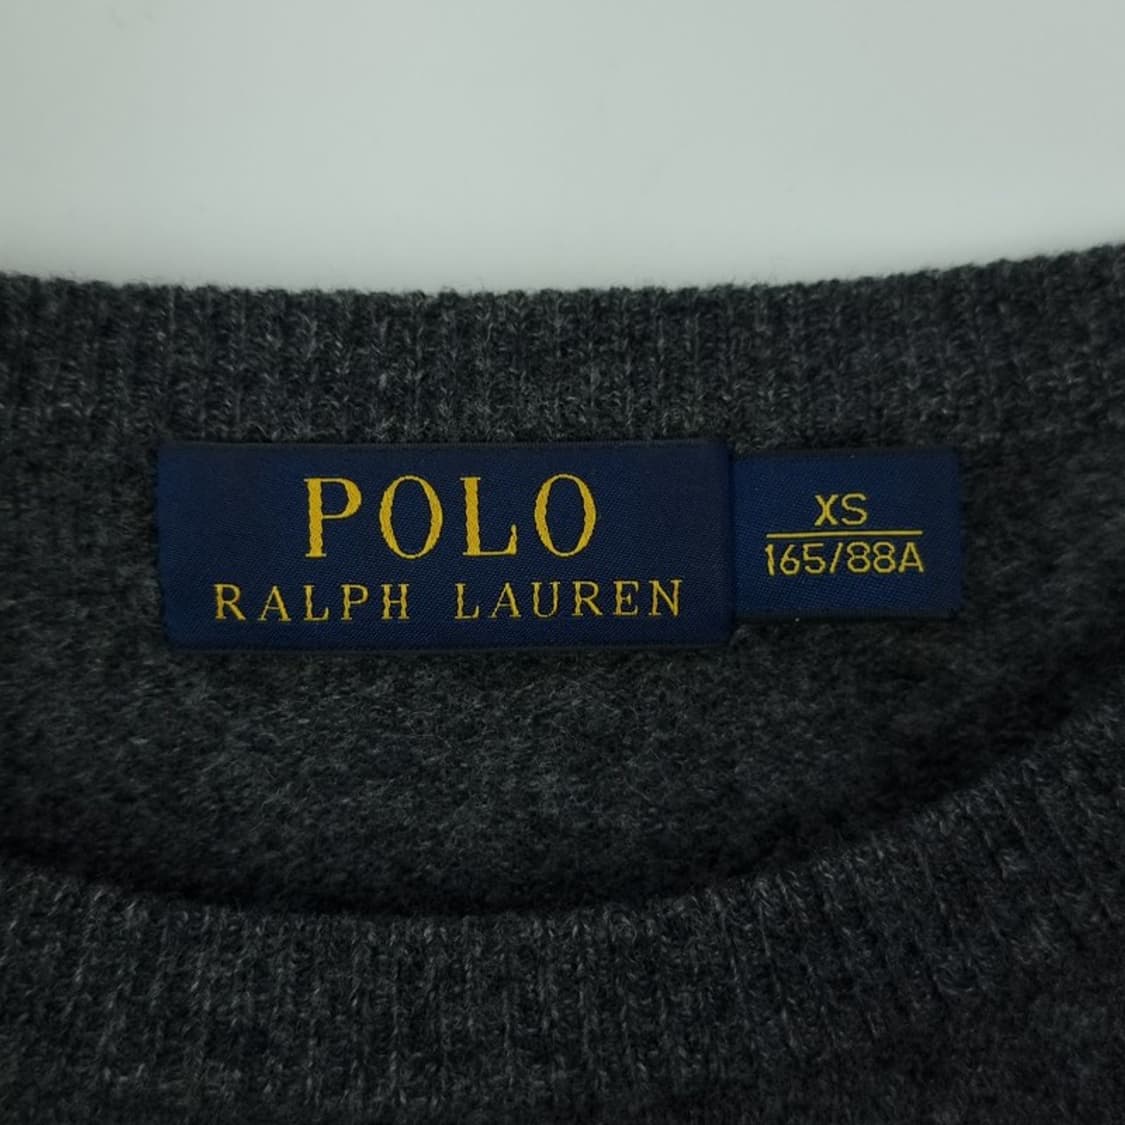 POLO
RALPH LAUREN
XS
165/88A